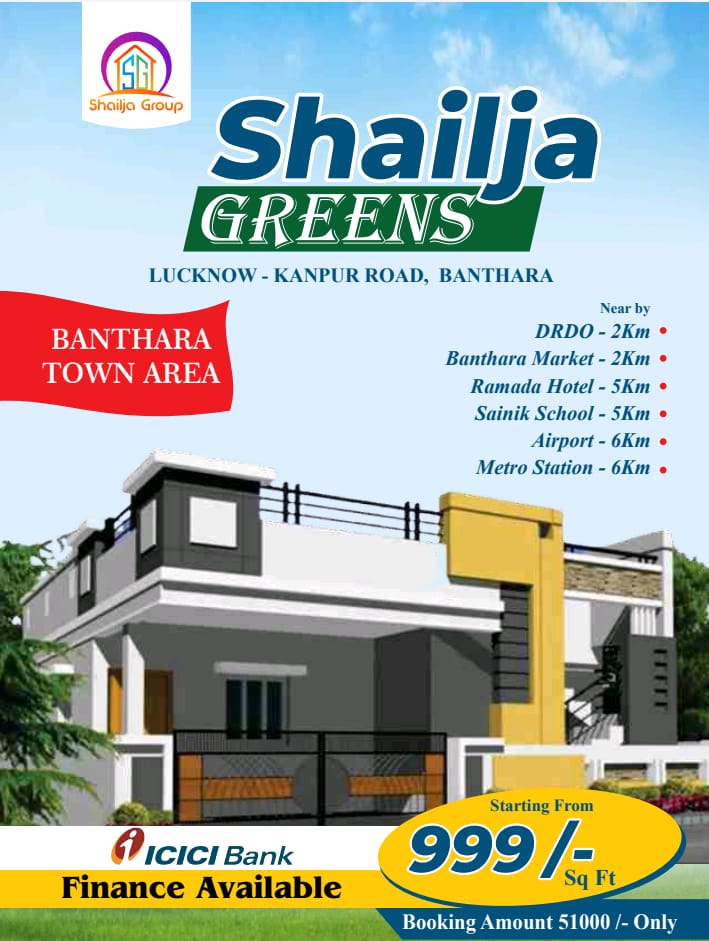 SG
Shailja Group
Shailja
GREENS
LUCKNOW - KANPUR ROAD, BANTHARA
BANTHARA
TOWN AREA
Near by
DRDO - 2Km •
Banthara Market - 2Km •
Ramada Hotel - 5Km •
Sainik School - 5Km •
Airport - 6Km •
Metro Station - 6Km •
i ICICI Bank
Finance Available
Starting From
999/-
Sq Ft
Booking Amount 51000 /- Only